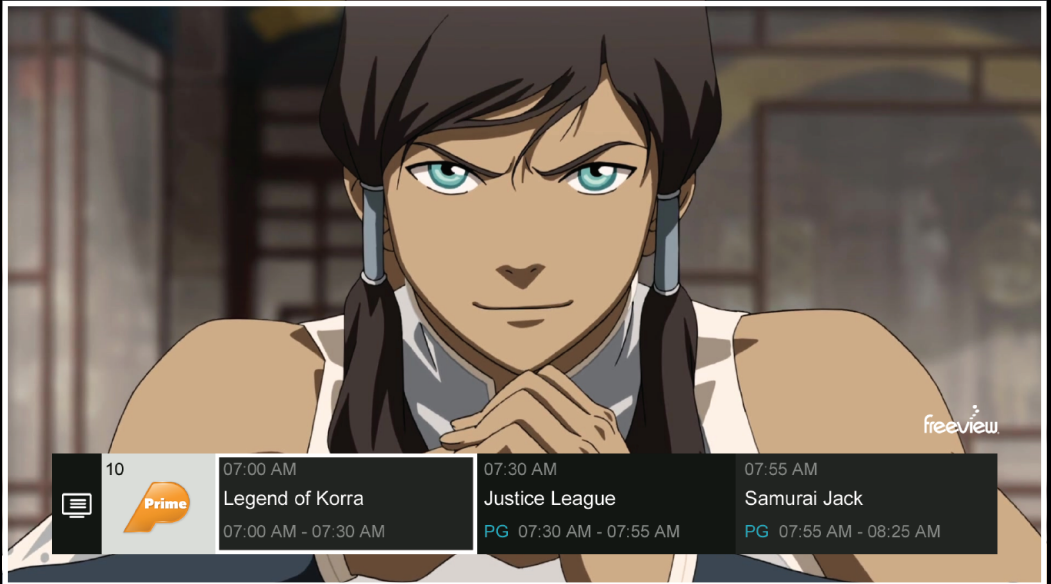 freeview
10
Prime
07:00 AM
Legend of Korra
07:00 AM - 07:30 AM
07:30 AM
Justice League
PG 07:30 AM - 07:55 AM
07:55 AM
Samurai Jack
PG 07:55 AM - 08:25 AM